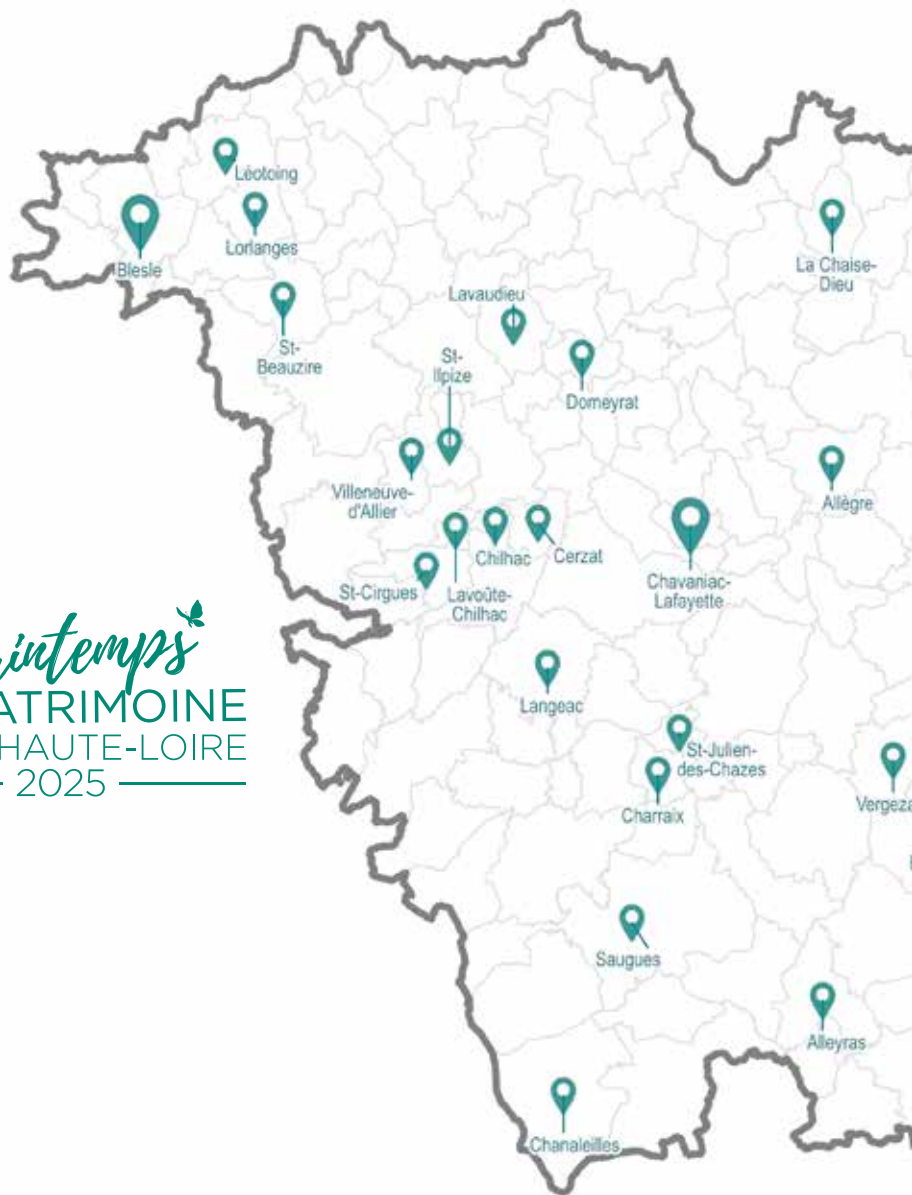 Léotoing
Lorlanges
Blesle
La Chaise-
Dieu
Lavaudieu
St-
Beauzire
St-
Ilpize
Domeyrat
Villeneuve-
d'Allier
Allègre
Chilhac
Cerzat
St-Cirgues
Lavoûte-
Chilhac
Chavaniac-
Lafayette
intemps
ATRIMOINE
HAUTE-LOIRE
2025
Langeac
St-Julien-
des-Chazes
Charraix
Vergeza
Saugues
Alleyras
Chanaleilles